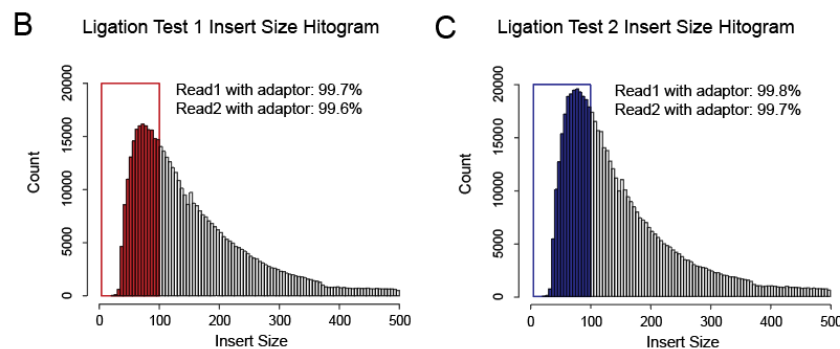 B
Ligation Test 1 Insert Size Hitogram
Read1 with adaptor: 99.7%
Read2 with adaptor: 99.6%
Count
20000
15000
10000
5000
0
0 100 200 300 400 500
Insert Size
C
Ligation Test 2 Insert Size Hitogram
Read1 with adaptor: 99.8%
Read2 with adaptor: 99.7%
Count
20000
15000
10000
5000
0
0 100 200 300 400 500
Insert Size